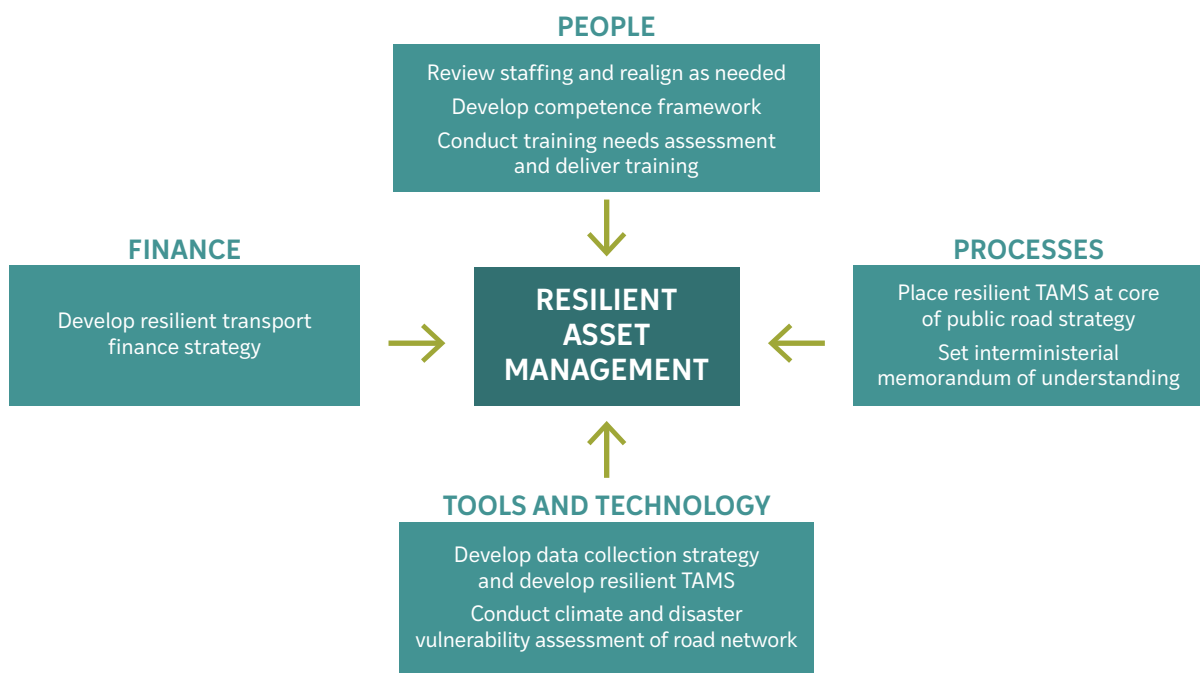 PEOPLE
Review staffing and realign as needed
Develop competence framework
Conduct training needs assessment
and deliver training
FINANCE
Develop resilient transport
finance strategy
RESILIENT
ASSET
MANAGEMENT
PROCESSES
Place resilient TAMS at core
of public road strategy
Set interministerial
memorandum of understanding
TOOLS AND TECHNOLOGY
Develop data collection strategy
and develop resilient TAMS
Conduct climate and disaster
vulnerability assessment of road network